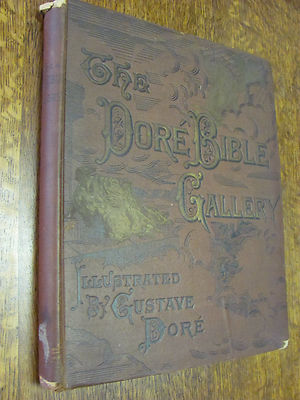 The
Doré Bible
Gallery
Illustrated
By Gustave
Doré